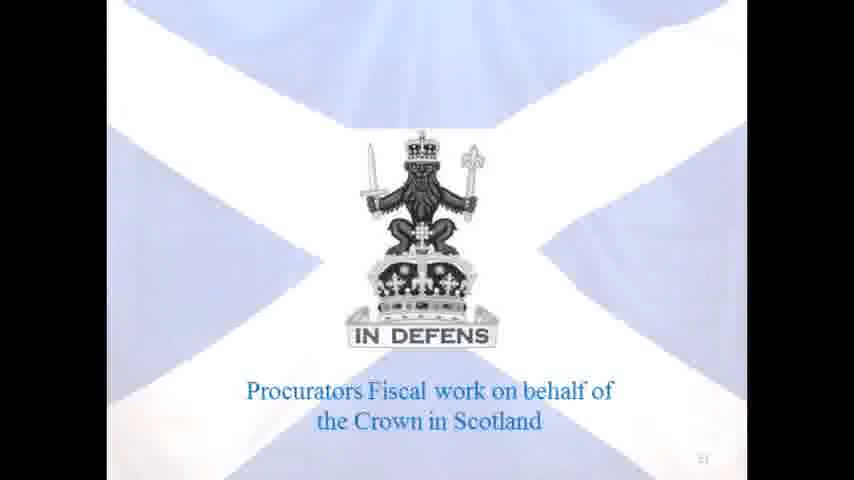 IN DEFENS
Procurators Fiscal work on behalf of
the Crown in Scotland